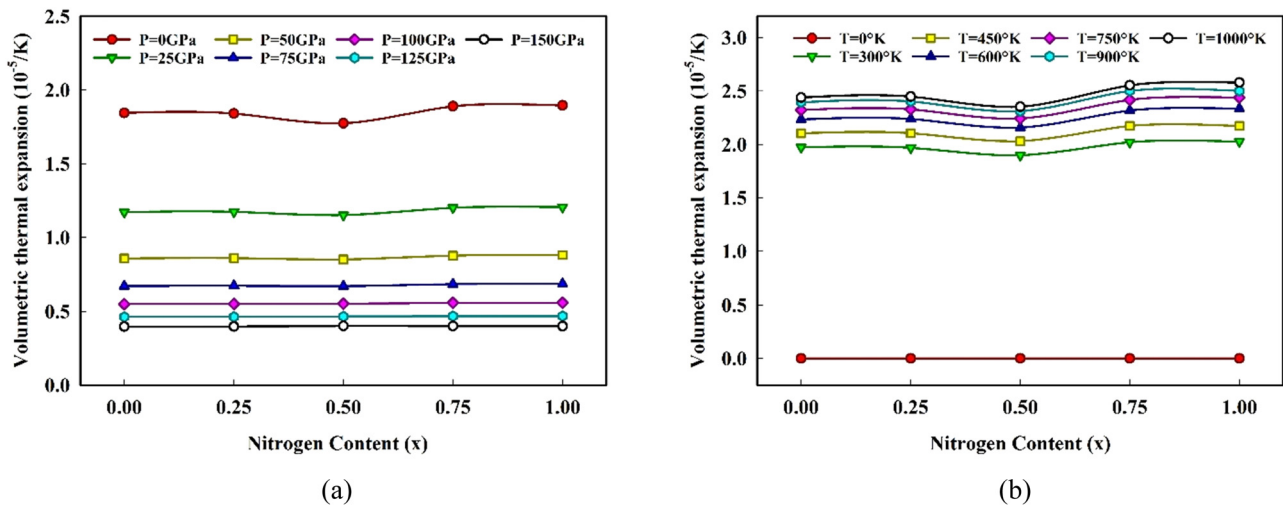 2.5
P=0GPa P=50GPa P=100GPa P=150GPa
P=25GPa P=75GPa P=125GPa
2.0
1.5
1.0
0.5
0.0
Volumetric thermal expansion (10⁻⁵/K)
0.00 0.25 0.50 0.75 1.00
Nitrogen Content (x)
(a)
3.0
T=0°K T=450°K T=750°K T=1000°K
T=300°K T=600°K T=900°K
2.5
2.0
1.5
1.0
0.5
0.0
Volumetric thermal expansion (10⁻⁵/K)
0.00 0.25 0.50 0.75 1.00
Nitrogen Content (x)
(b)